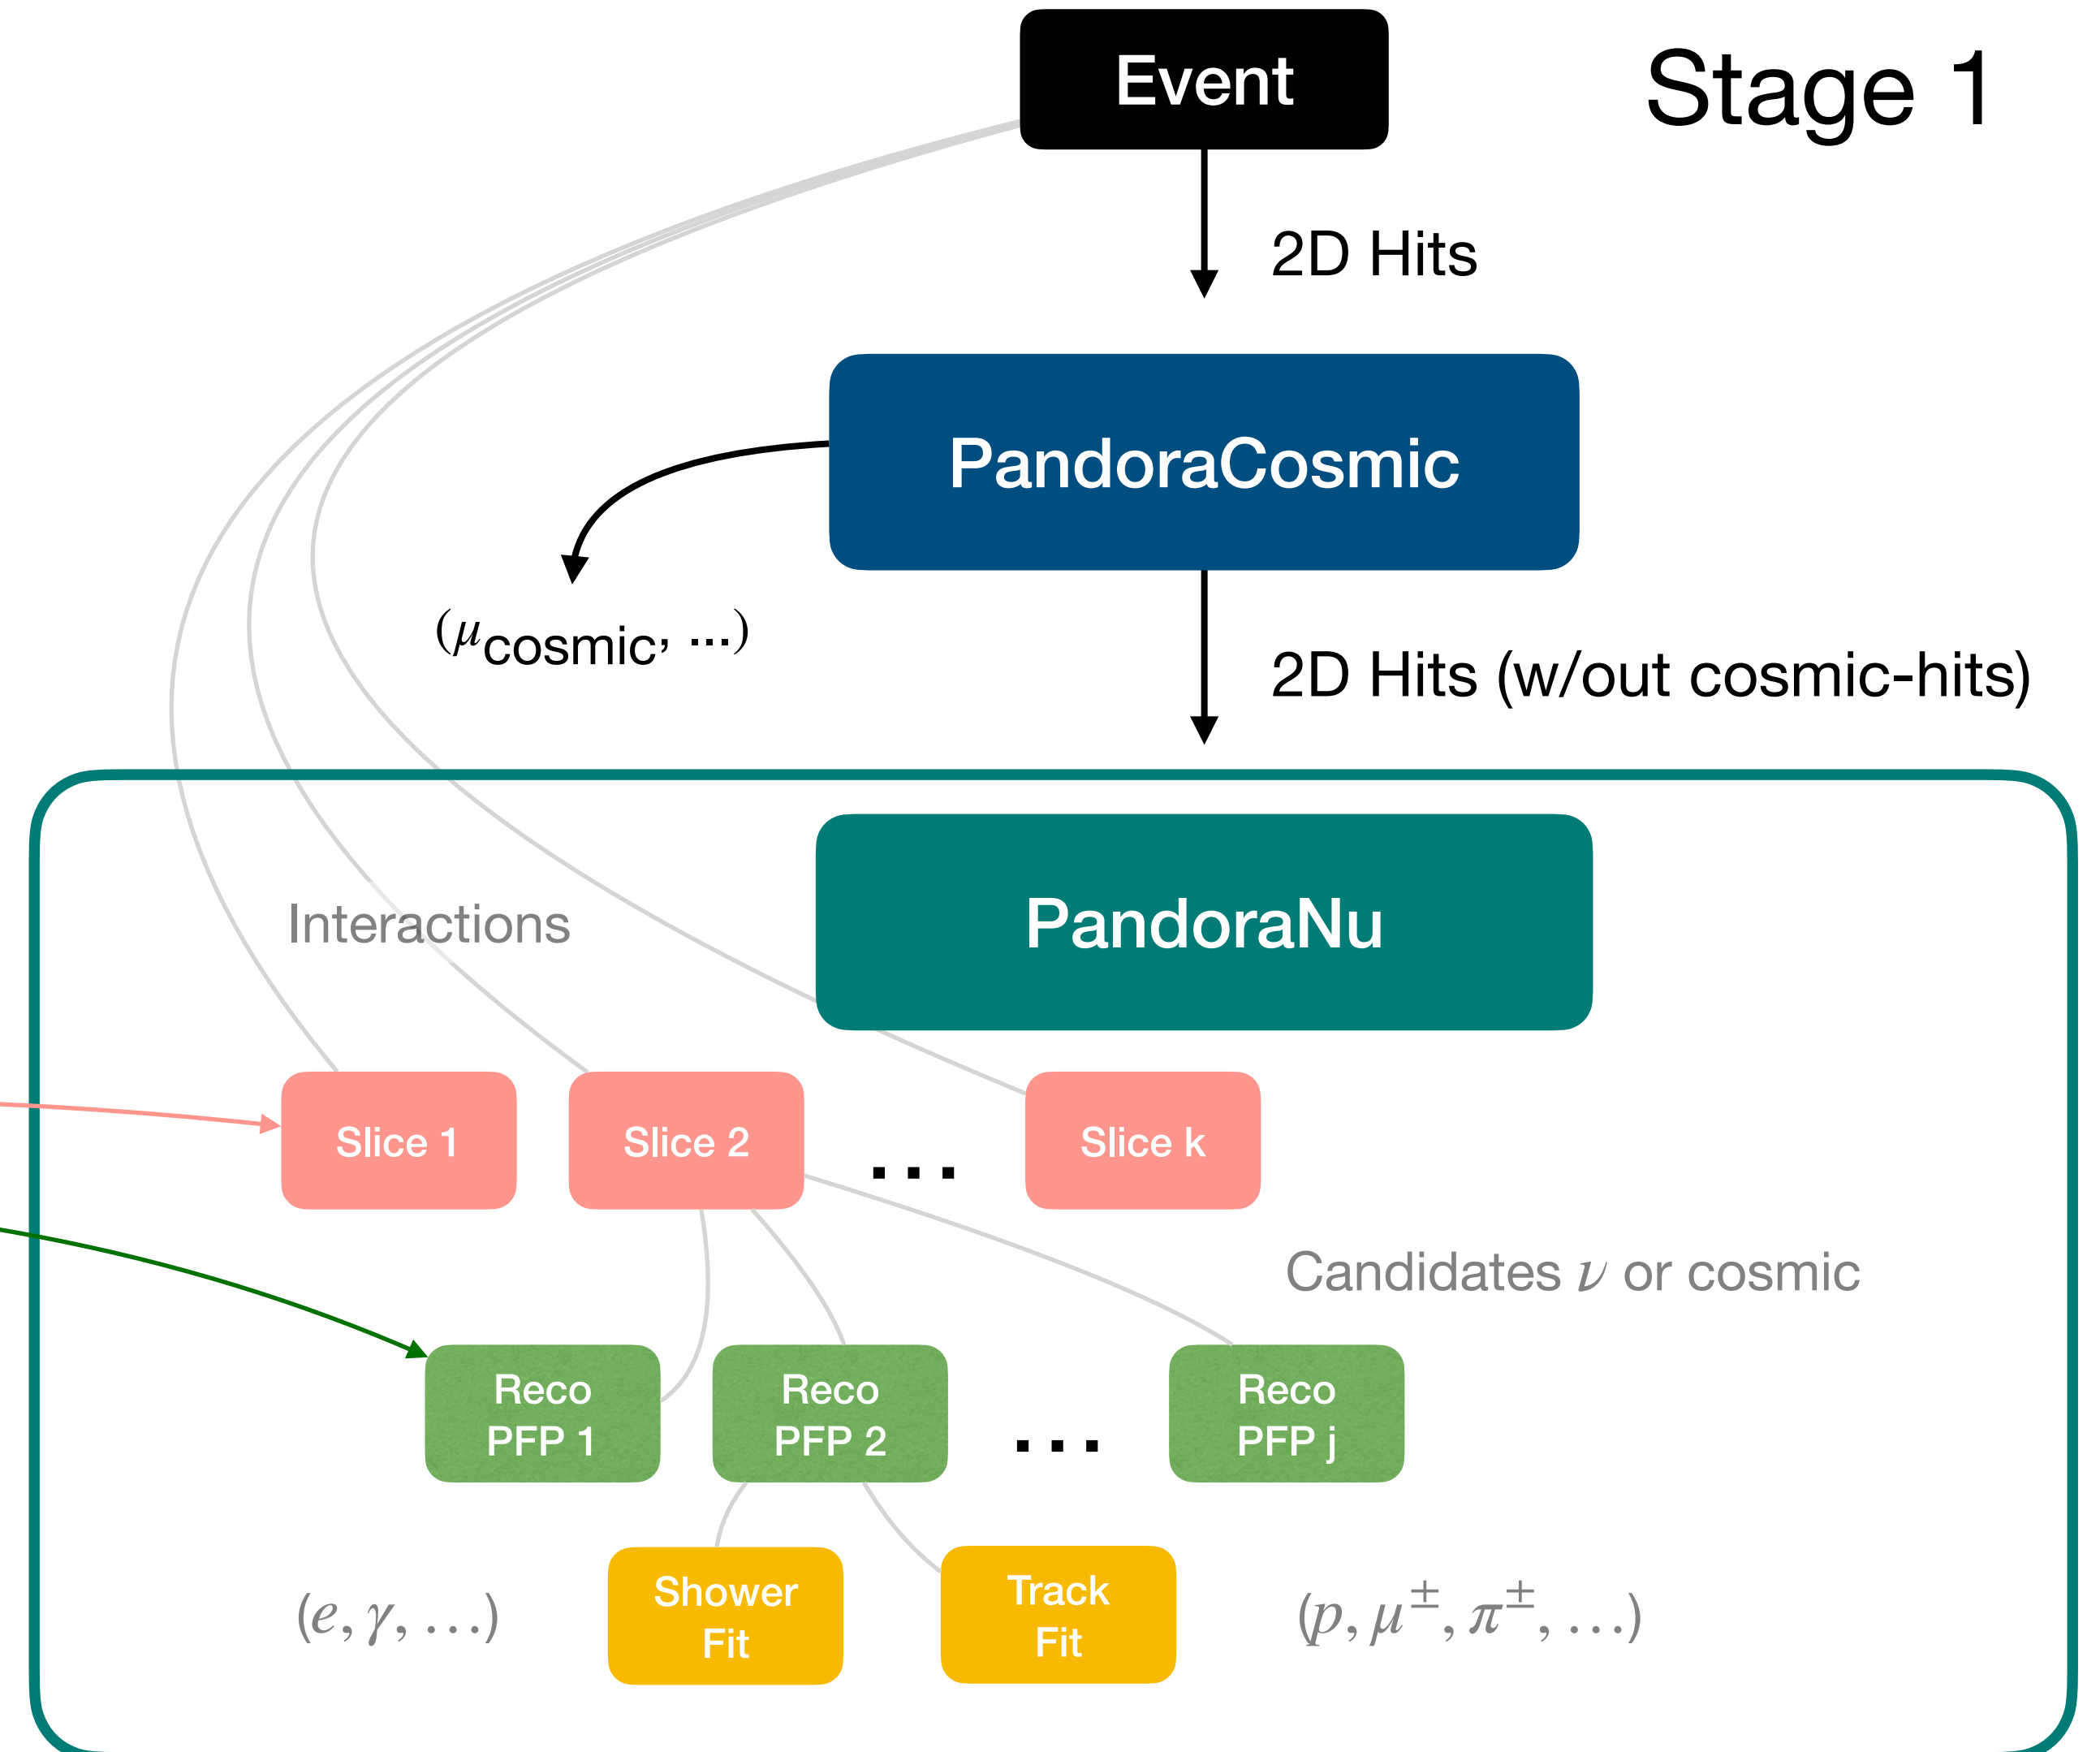 Event
Stage 1
2D Hits
PandoraCosmic
(μcosmic, ...)
2D Hits (w/out cosmic-hits)
PandoraNu
Interactions
Slice 1
Slice 2
...
Slice k
Candidates ν or cosmic
Reco
PFP 1
Reco
PFP 2
...
Reco
PFP j
(e, γ, …)
Shower
Fit
Track
Fit
(p, μ±, π±, …)